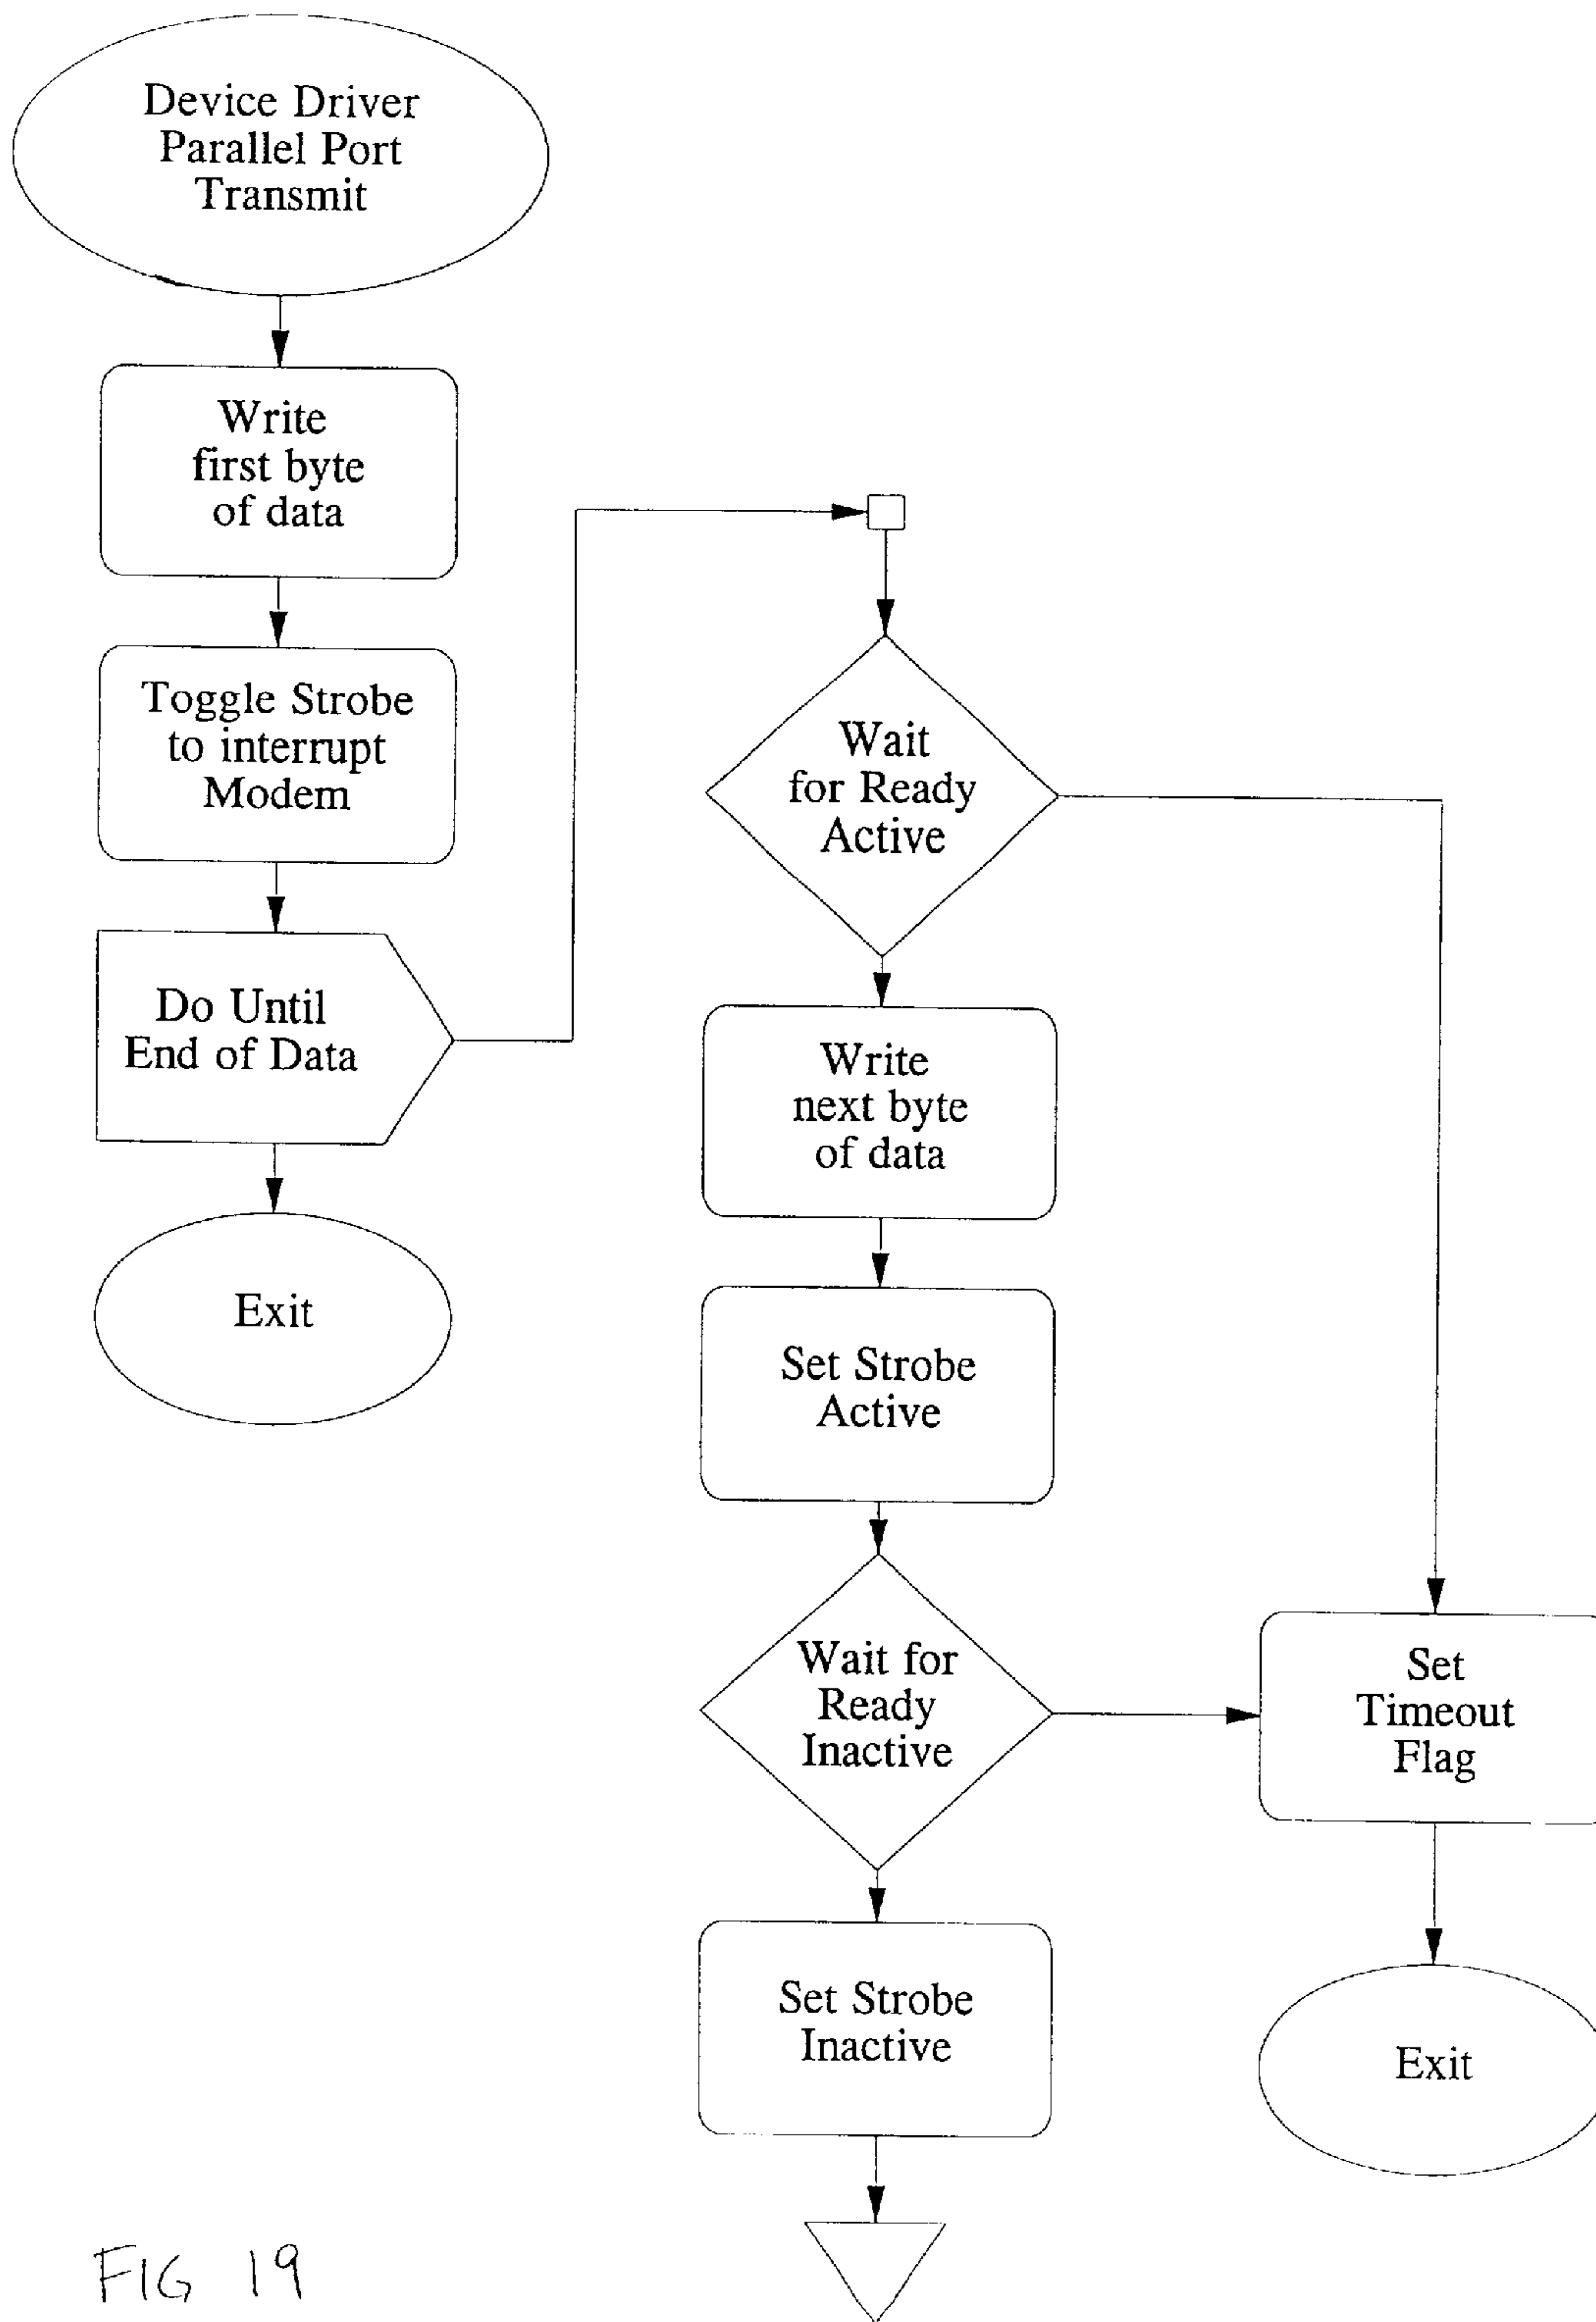 Device Driver
Parallel Port
Transmit
Write
first byte
of data
Toggle Strobe
to interrupt
Modem
Do Until
End of Data
Exit
Wait
for Ready
Active
Write
next byte
of data
Set Strobe
Active
Wait for
Ready
Inactive
Set Strobe
Inactive
Set
Timeout
Flag
Exit
FIG 19